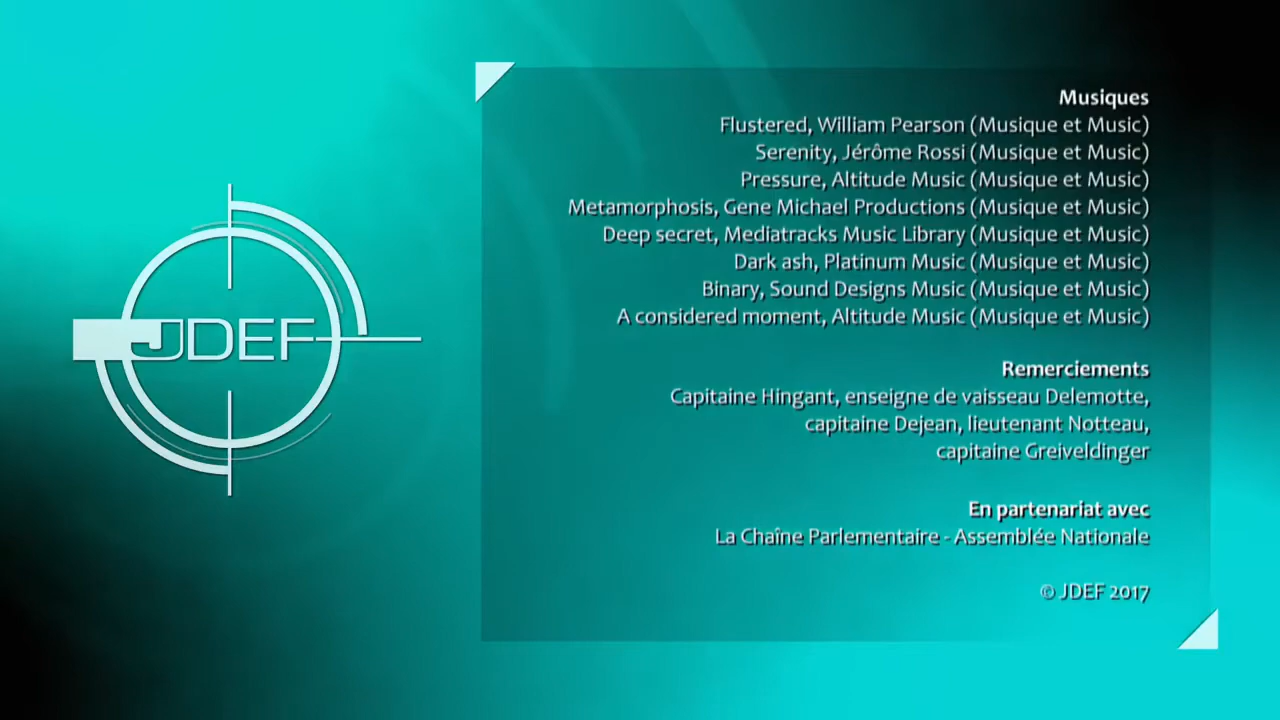 JDEF
Musiques
Flustered, William Pearson (Musique et Music)
Serenity, Jérôme Rossi (Musique et Music)
Pressure, Altitude Music (Musique et Music)
Metamorphosis, Gene Michael Productions (Musique et Music)
Deep secret, Mediatracks Music Library (Musique et Music)
Dark ash, Platinum Music (Musique et Music)
Binary, Sound Designs Music (Musique et Music)
A considered moment, Altitude Music (Musique et Music)
Remerciements
Capitaine Hingant, enseigne de vaisseau Delemotte,
capitaine Dejean, lieutenant Notteau,
capitaine Greiveldinger
En partenariat avec
La Chaîne Parlementaire - Assemblée Nationale
© JDEF 2017